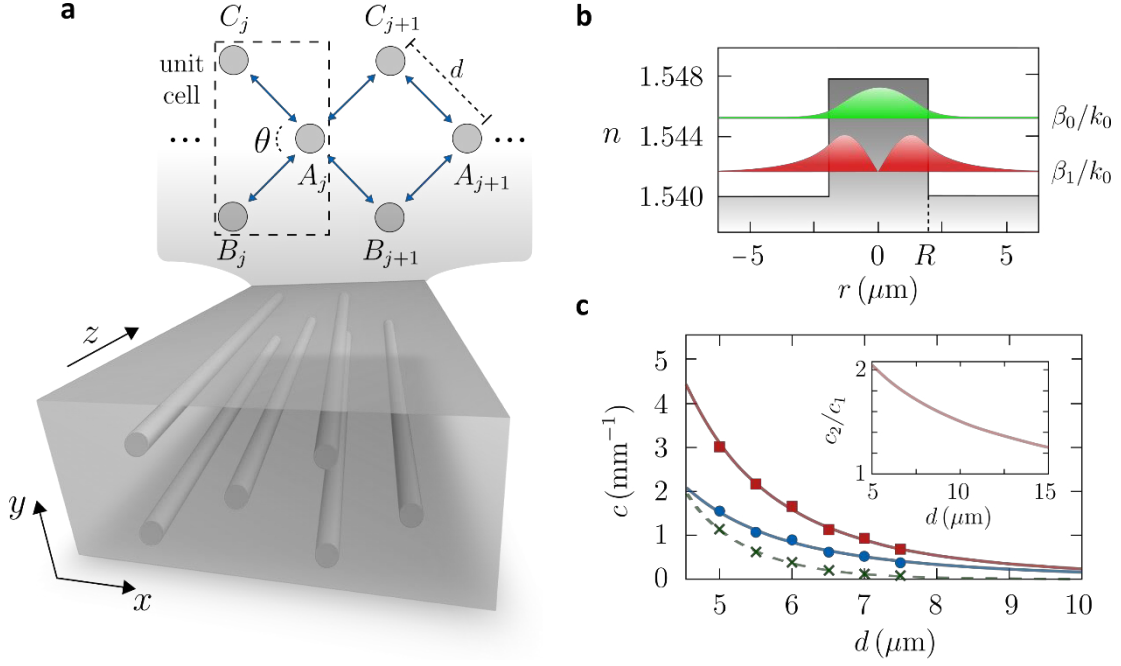 a
C_j
C_{j+1}
unit
cell
d
...
θ
...
A_j
A_{j+1}
B_j
B_{j+1}
z
y
x
b
1.548
n
1.544
1.540
β_0/k_0
β_1/k_0
−5
0
R
5
r (μm)
c
5
4
3
2
1
0
c (mm^{−1})
5
6
7
8
9
10
d (μm)
2
c_2/c_1
1
5
10
15
d (μm)